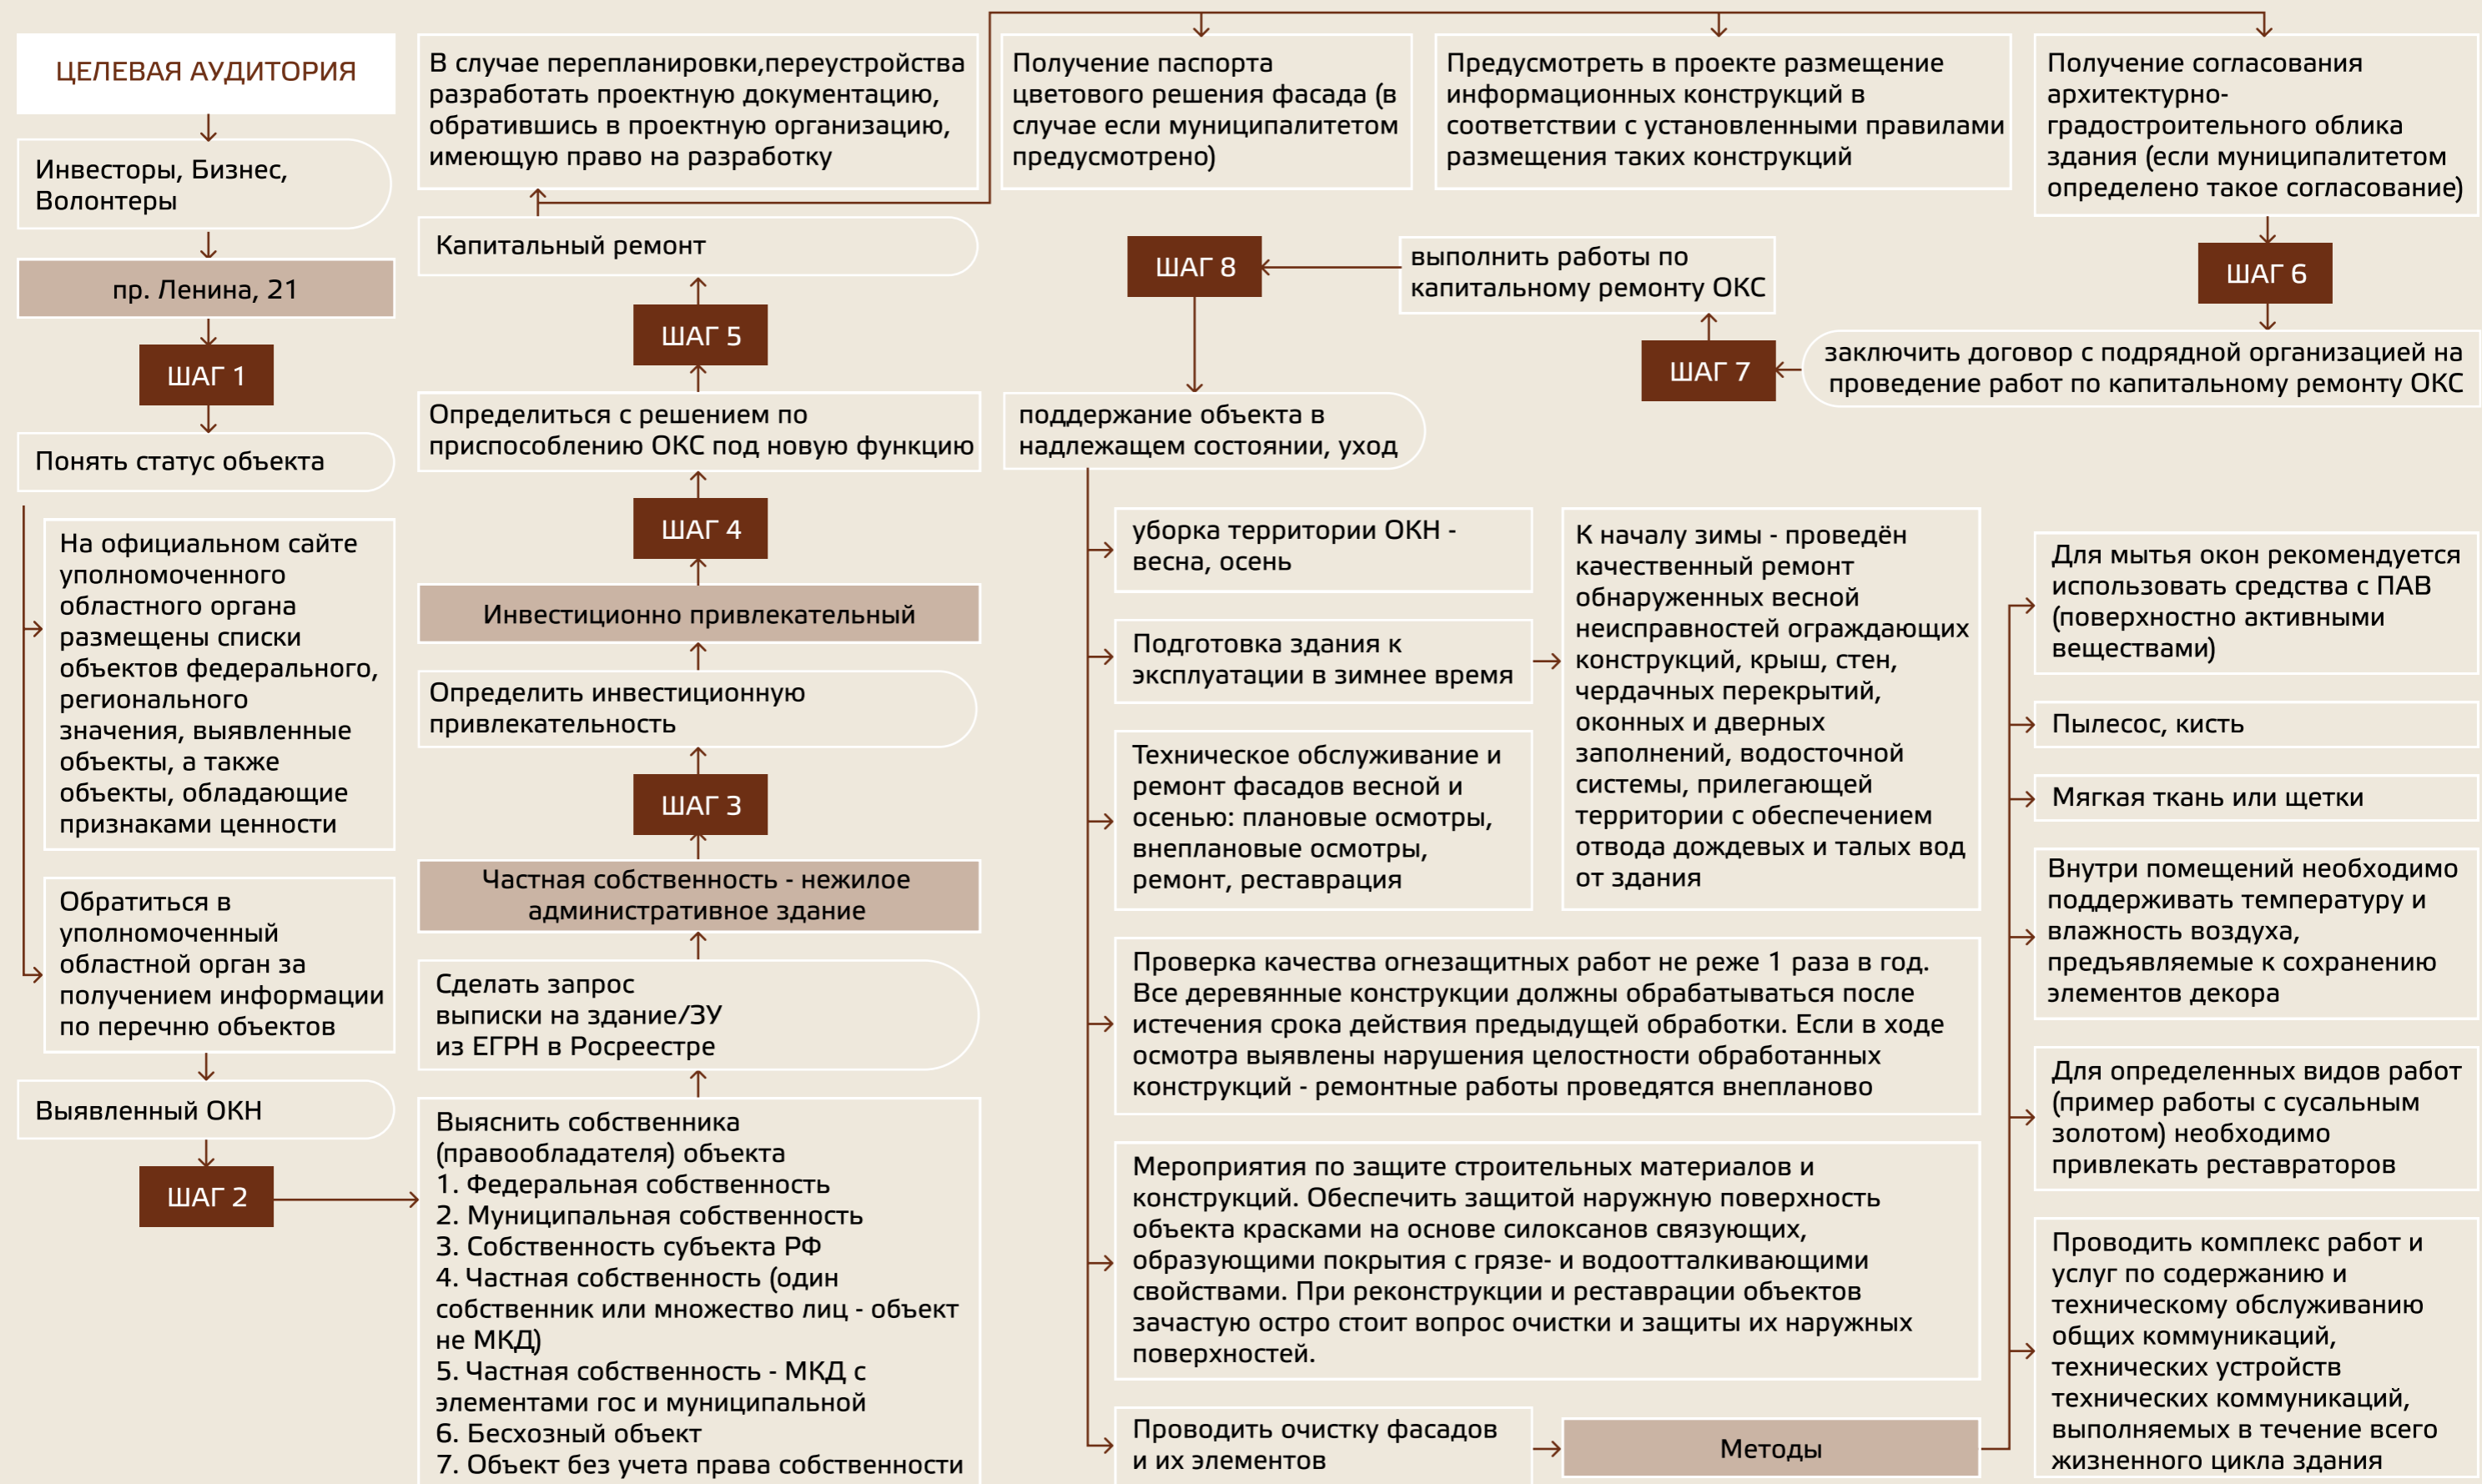 ЦЕЛЕВАЯ АУДИТОРИЯ
Инвесторы, Бизнес,
Волонтеры
пр. Ленина, 21
ШАГ 1
Понять статус объекта
На официальном сайте
уполномоченного
областного органа
размещены списки
объектов федерального,
регионального
значения, выявленные
объекты, а также
объекты, обладающие
признаками ценности
Обратиться в
уполномоченный
областной орган за
получением информации
по перечню объектов
Выявленный ОКН
ШАГ 2
Выяснить собственника
(правообладателя) объекта
1. Федеральная собственность
2. Муниципальная собственность
3. Собственность субъекта РФ
4. Частная собственность (один
собственник или множество лиц - объект
не МКД)
5. Частная собственность - МКД с
элементами гос и муниципальной
6. Бесхозный объект
7. Объект без учета права собственности
Сделать запрос
выписки на здание/ЗУ
из ЕГРН в Росреестре
Частная собственность - нежилое
административное здание
ШАГ 3
Определить инвестиционную
привлекательность
Инвестиционно привлекательный
ШАГ 4
Определиться с решением по
приспособлению ОКС под новую функцию
ШАГ 5
Капитальный ремонт
В случае перепланировки,переустройства
разработать проектную документацию,
обратившись в проектную организацию,
имеющую право на разработку
Получение паспорта
цветового решения фасада (в
случае если муниципалитетом
предусмотрено)
Предусмотреть в проекте размещение
информационных конструкций в
соответствии с установленными правилами
размещения таких конструкций
Получение согласования
архитектурно-
градостроительного облика
здания (если муниципалитетом
определено такое согласование)
ШАГ 6
заключить договор с подрядной организацией на
проведение работ по капитальному ремонту ОКС
ШАГ 7
выполнить работы по
капитальному ремонту ОКС
ШАГ 8
поддержание объекта в
надлежащем состоянии, уход
уборка территории ОКН -
весна, осень
Подготовка здания к
эксплуатации в зимнее время
К началу зимы - проведён
качественный ремонт
обнаруженных весной
неисправностей ограждающих
конструкций, крыш, стен,
чердачных перекрытий,
оконных и дверных
заполнений, водосточной
системы, прилегающей
территории с обеспечением
отвода дождевых и талых вод
от здания
Техническое обслуживание и
ремонт фасадов весной и
осенью: плановые осмотры,
внеплановые осмотры,
ремонт, реставрация
Проверка качества огнезащитных работ не реже 1 раза в год.
Все деревянные конструкции должны обрабатываться после
истечения срока действия предыдущей обработки. Если в ходе
осмотра выявлены нарушения целостности обработанных
конструкций - ремонтные работы проведятся внепланово
Мероприятия по защите строительных материалов и
конструкций. Обеспечить защитой наружную поверхность
объекта красками на основе силоксанов связующих,
образующими покрытия с грязе- и водоотталкивающими
свойствами. При реконструкции и реставрации объектов
зачастую остро стоит вопрос очистки и защиты их наружных
поверхностей.
Проводить очистку фасадов
и их элементов
Методы
Для мытья окон рекомендуется
использовать средства с ПАВ
(поверхностно активными
веществами)
Пылесос, кисть
Мягкая ткань или щетки
Внутри помещений необходимо
поддерживать температуру и
влажность воздуха,
предъявляемые к сохранению
элементов декора
Для определенных видов работ
(пример работы с сусальным
золотом) необходимо
привлекать реставраторов
Проводить комплекс работ и
услуг по содержанию и
техническому обслуживанию
общих коммуникаций,
технических устройств
технических коммуникаций,
выполняемых в течение всего
жизненного цикла здания